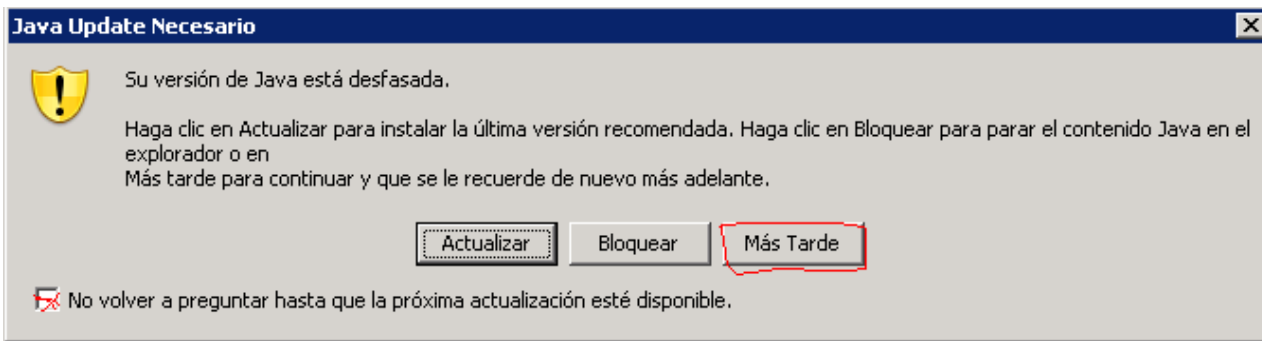 Java Update Necesario
Su versión de Java está desfasada.
Haga clic en Actualizar para instalar la última versión recomendada. Haga clic en Bloquear para parar el contenido Java en el
explorador o en
Más tarde para continuar y que se le recuerde de nuevo más adelante.
Actualizar Bloquear Más Tarde
No volver a preguntar hasta que la próxima actualización esté disponible.